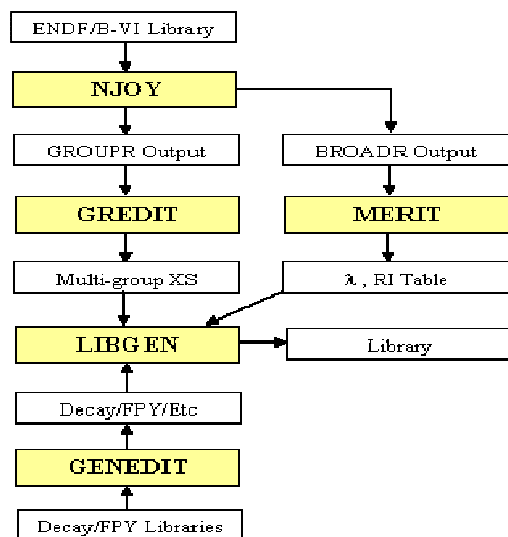 ENDF/B-VI Library
NJOY
GROUPR Output
BROADR Output
GREDIT
MERIT
Multi-group XS
λ , RI Table
LIBGEN
Library
Decay/FPY/Etc
GENEDIT
Decay/FPY Libraries